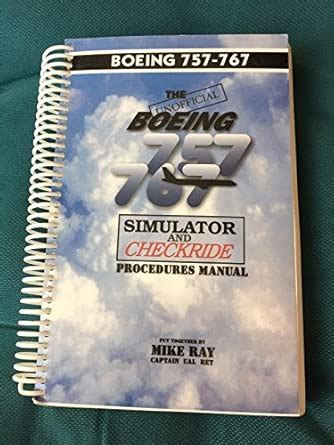 BOEING 757-767
THE
UNOFFICIAL
BOEING
757
767
SIMULATOR
AND
CHECKRIDE
PROCEDURES MANUAL
PUT TOGETHER BY
MIKE RAY
CAPTAIN UAL RET